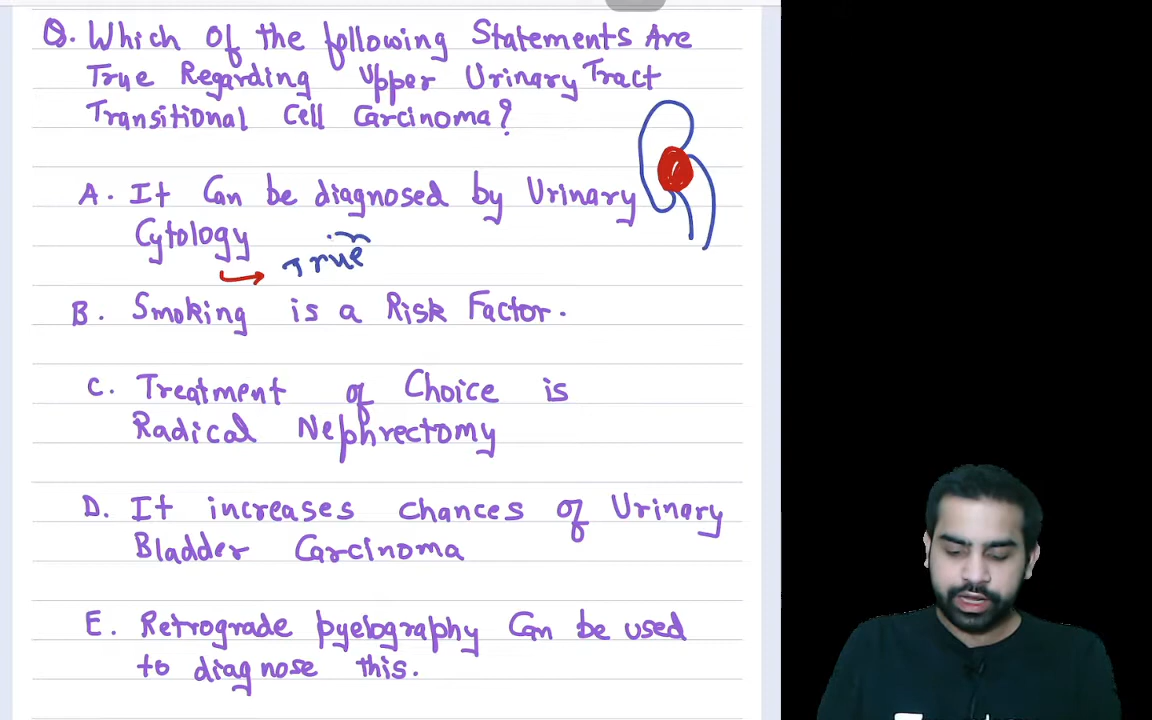 Q. Which Of the following Statements Are
True Regarding Upper Urinary Tract
Transitional Cell Carcinoma?
A. It Can be diagnosed by Urinary
Cytology
True
B. Smoking is a Risk Factor.
C. Treatment of Choice is
Radical Nephrectomy
D. It increases chances of Urinary
Bladder Carcinoma
E. Retrograde pyelography Can be used
to diagnose this.